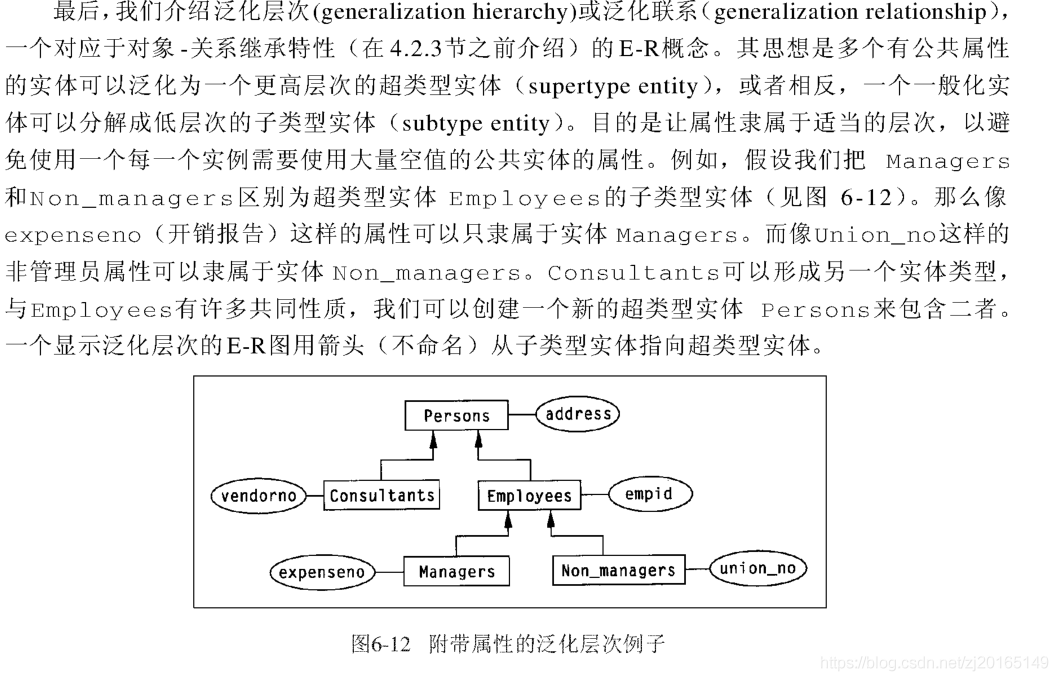 最后，我们介绍泛化层次(generalization hierarchy)或泛化联系(generalization relationship)，
一个对应于对象-关系继承特性（在4.2.3节之前介绍）的E-R概念。其思想是多个有公共属性
的实体可以泛化为一个更高层次的超类型实体（supertype entity），或者相反，一个一般化实
体可以分解成低层次的子类型实体（subtype entity）。目的是让属性隶属于适当的层次，以避
免使用一个每一个实例需要使用大量空值的公共实体的属性。例如，假设我们把 Managers
和Non_managers区别为超类型实体 Employees的子类型实体（见图 6-12）。那么像
expenseno（开销报告）这样的属性可以只隶属于实体 Managers。而像Union_no这样的
非管理员属性可以隶属于实体 Non_managers。Consultants可以形成另一个实体类型，
与Employees有许多共同性质，我们可以创建一个新的超类型实体 Persons来包含二者。
一个显示泛化层次的E-R图用箭头（不命名）从子类型实体指向超类型实体。
Persons address
vendorno Consultants Employees empid
expenseno Managers Non_managers union_no
图6-12 附带属性的泛化层次例子
https://blog.csdn.net/zj20165149